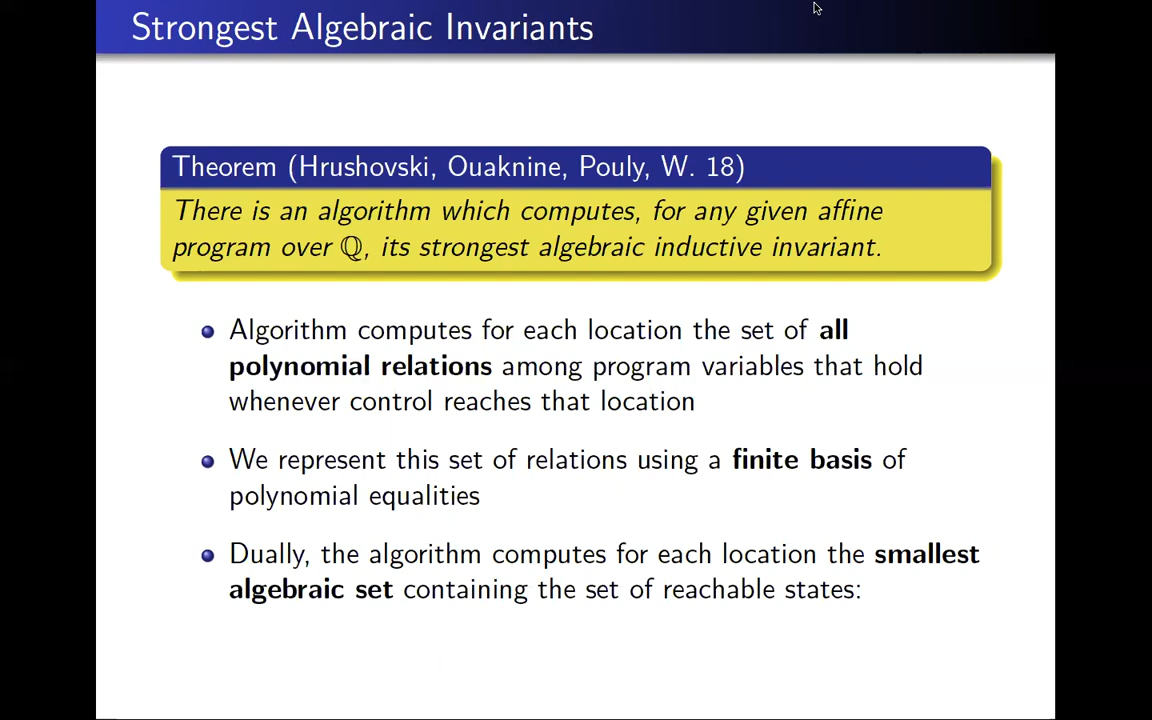 Strongest Algebraic Invariants
Theorem (Hrushovski, Ouaknine, Pouly, W. 18)
There is an algorithm which computes, for any given affine
program over ℚ, its strongest algebraic inductive invariant.
Algorithm computes for each location the set of all
polynomial relations among program variables that hold
whenever control reaches that location
We represent this set of relations using a finite basis of
polynomial equalities
Dually, the algorithm computes for each location the smallest
algebraic set containing the set of reachable states: